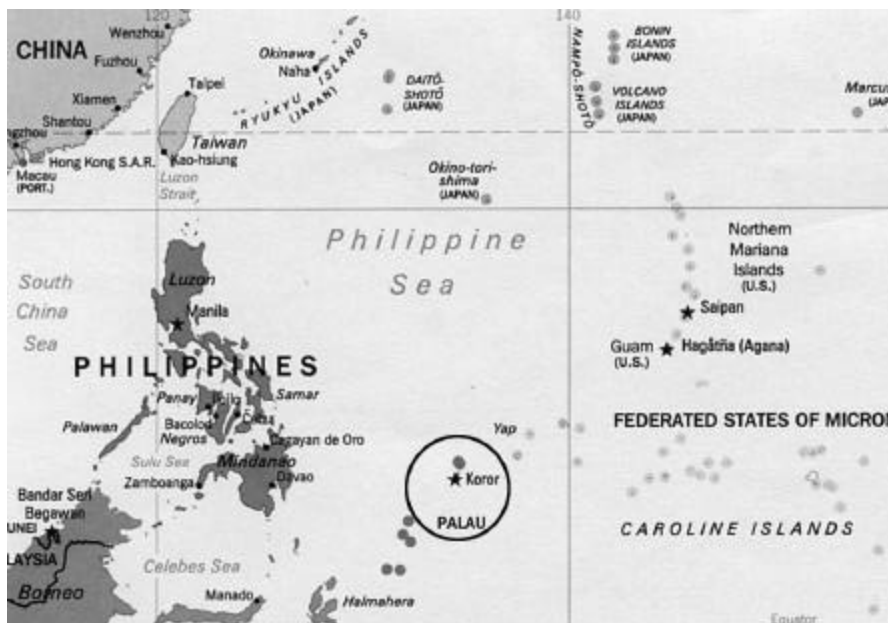 120
140
Wenzhou
CHINA
Fuzhou
Okinawa
Naha
BONIN
ISLANDS
(JAPAN)
NAMPŌ-SHOTŌ
Taipei
DAITŌ-
SHOTŌ
(JAPAN)
VOLCANO
ISLANDS
(JAPAN)
Xiamen
RYUKYU ISLANDS
(JAPAN)
Shantou
Taiwan
Macau
(PORT.)
Hong Kong S.A.R.
Kao-hsiung
Luzon
Strait
Okino-tori-
shima
(JAPAN)
Philippine
Sea
Northern
Mariana
Islands
(U.S.)
South
China
Sea
Luzon
Manila
Saipan
Guam
(U.S.)
Hagåtña (Agana)
PHILIPPINES
Samar
Panay
Palawan
Bacolod
Negros
Yap
FEDERATED STATES OF
Cagayan de Oro
Sulu Sea
Mindanao
Zamboanga
Davao
Koror
PALAU
Bandar Seri
Begawan
CAROLINE ISLANDS
Celebes Sea
Borneo
Manado
Halmahera
Equator